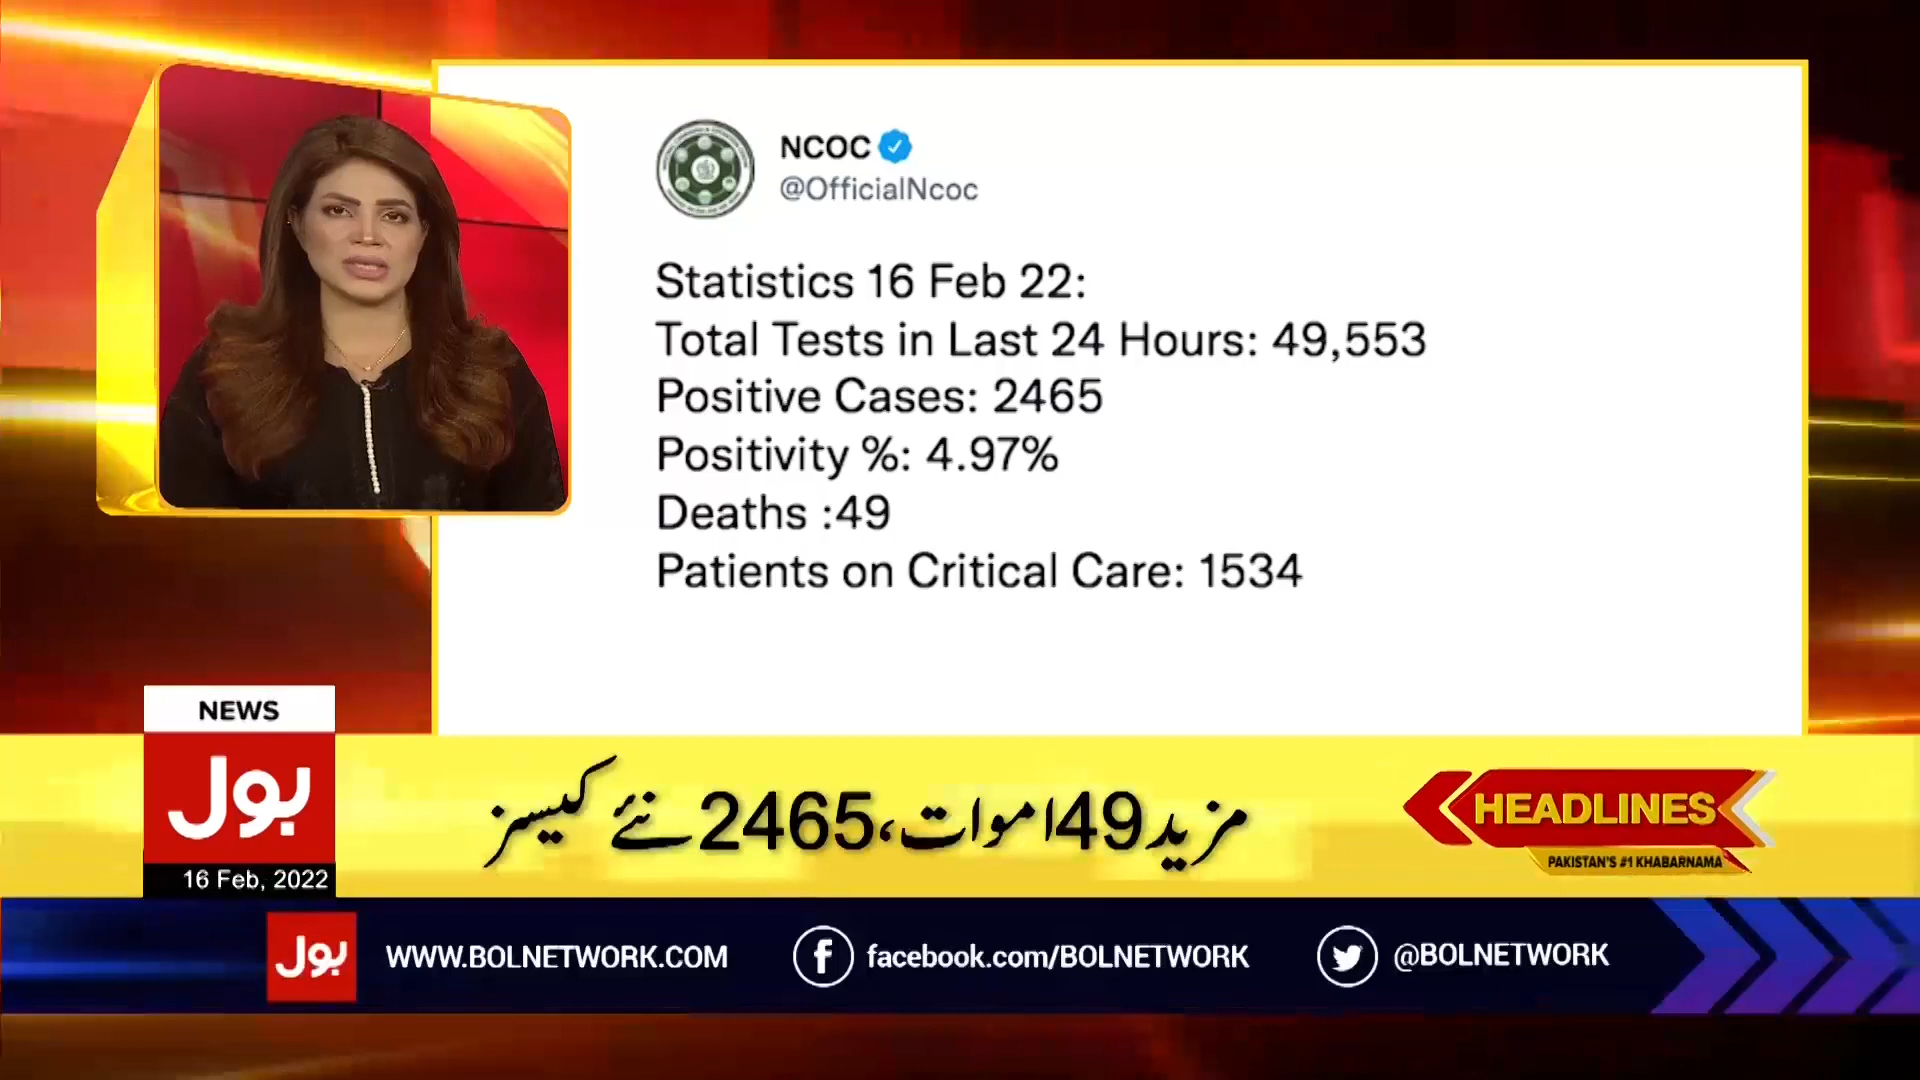 NCOC
@OfficialNcoc
Statistics 16 Feb 22:
Total Tests in Last 24 Hours: 49,553
Positive Cases: 2465
Positivity %: 4.97%
Deaths :49
Patients on Critical Care: 1534
NEWS
بول
16 Feb, 2022
مزید 49 اموات، 2465 نئے کیسز
HEADLINES
PAKISTAN'S #1 KHABARNAMA
بول
WWW.BOLNETWORK.COM
facebook.com/BOLNETWORK
@BOLNETWORK